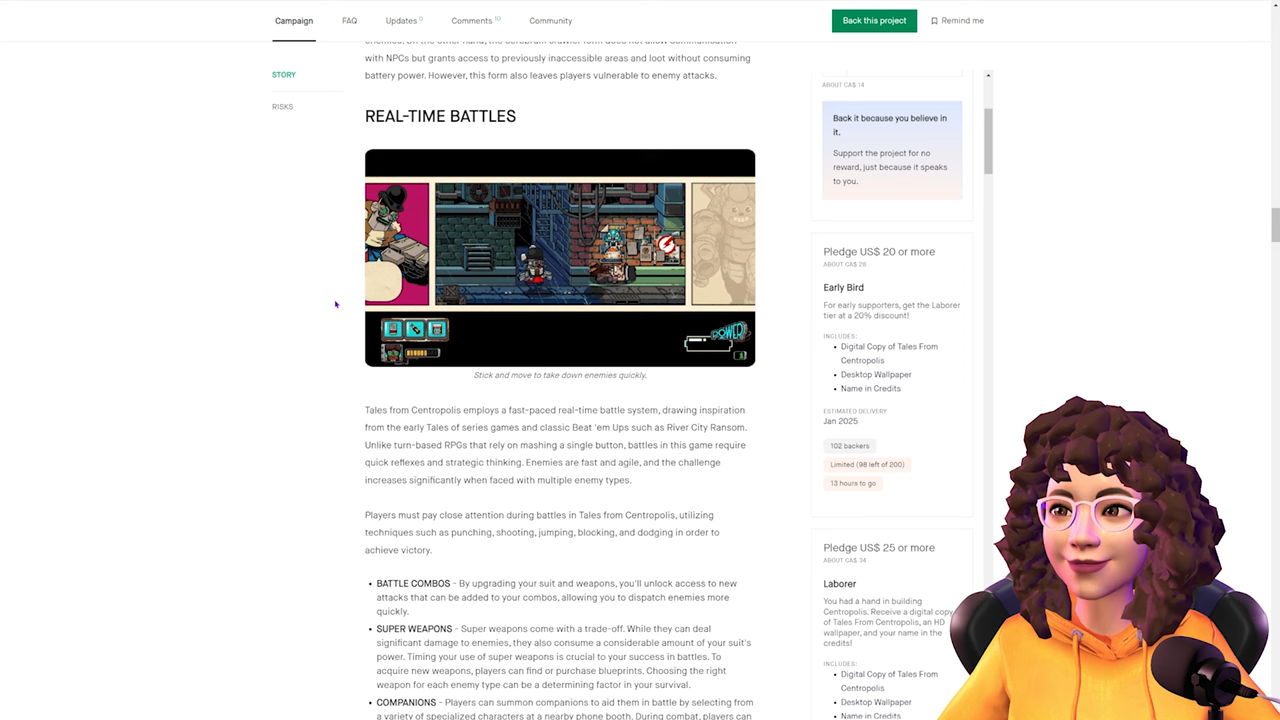 Campaign
FAQ
Updates 0
Comments 10
Community
Back this project
Remind me
STORY
RISKS
with NPCs but grants access to previously inaccessible areas and loot without consuming
battery power. However, this form also leaves players vulnerable to enemy attacks.
REAL-TIME BATTLES
POWER
Stick and move to take down enemies quickly.
Tales from Centropolis employs a fast-paced real-time battle system, drawing inspiration
from the early Tales of series games and classic Beat 'em Ups such as River City Ransom.
Unlike turn-based RPGs that rely on mashing a single button, battles in this game require
quick reflexes and strategic thinking. Enemies are fast and agile, and the challenge
increases significantly when faced with multiple enemy types.
Players must pay close attention during battles in Tales from Centropolis, utilizing
techniques such as punching, shooting, jumping, blocking, and dodging in order to
achieve victory.
• BATTLE COMBOS - By upgrading your suit and weapons, you'll unlock access to new
attacks that can be added to your combos, allowing you to dispatch enemies more
quickly.
• SUPER WEAPONS - Super weapons come with a trade-off. While they can deal
significant damage to enemies, they also consume a considerable amount of your suit's
power. Timing your use of super weapons is crucial to your success in battles. To
acquire new weapons, players can find or purchase blueprints. Choosing the right
weapon for each enemy type can be a determining factor in your survival.
• COMPANIONS - Players can summon companions to aid them in battle by selecting from
a variety of specialized characters at a nearby phone booth. During combat, players can
ABOUT CA$ 14
Back it because you believe in
it.
Support the project for no
reward, just because it speaks
to you.
Pledge US$ 20 or more
ABOUT CA$ 28
Early Bird
For early supporters, get the Laborer
tier at a 20% discount!
INCLUDES:
• Digital Copy of Tales From
Centropolis
• Desktop Wallpaper
• Name in Credits
ESTIMATED DELIVERY
Jan 2025
102 backers
Limited (98 left of 200)
13 hours to go
Pledge US$ 25 or more
ABOUT CA$ 34
Laborer
You had a hand in building
Centropolis. Receive a digital copy
of Tales From Centropolis, an HD
wallpaper, and your name in the
credits!
INCLUDES:
• Digital Copy of Tales From
Centropolis
• Desktop Wallpaper
• Name in Credits